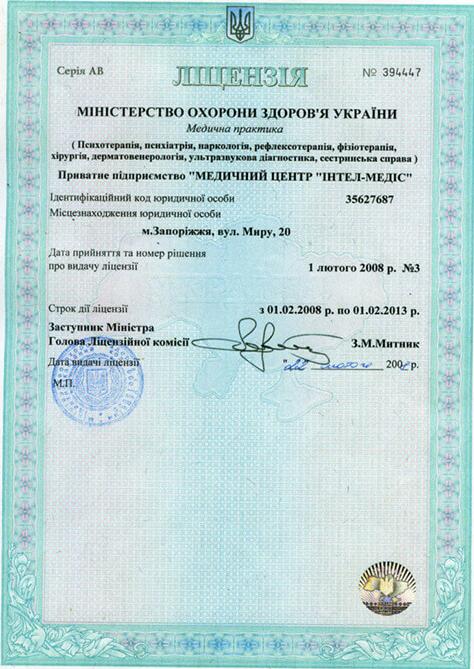 Серія АВ
ЛІЦЕНЗІЯ
№ 394447
МІНІСТЕРСТВО ОХОРОНИ ЗДОРОВ'Я УКРАЇНИ
Медична практика
( Психотерапія, психіатрія, наркологія, рефлексотерапія, фізіотерапія,
хірургія, дерматовенерологія, ультразвукова діагностика, сестринська справа )
Приватне підприємство "МЕДИЧНИЙ ЦЕНТР "ІНТЕЛ-МЕДІС"
Ідентифікаційний код юридичної особи 35627687
Місцезнаходження юридичної особи
м.Запоріжжя, вул. Миру, 20
Дата прийняття та номер рішення
про видачу ліцензії 1 лютого 2008 р. №3
Строк дії ліцензії з 01.02.2008 р. по 01.02.2013 р.
Заступник Міністра
Голова Ліцензійної комісії З.М.Митник
Дата видачі ліцензії "22" лютого 200 р.
М.П.